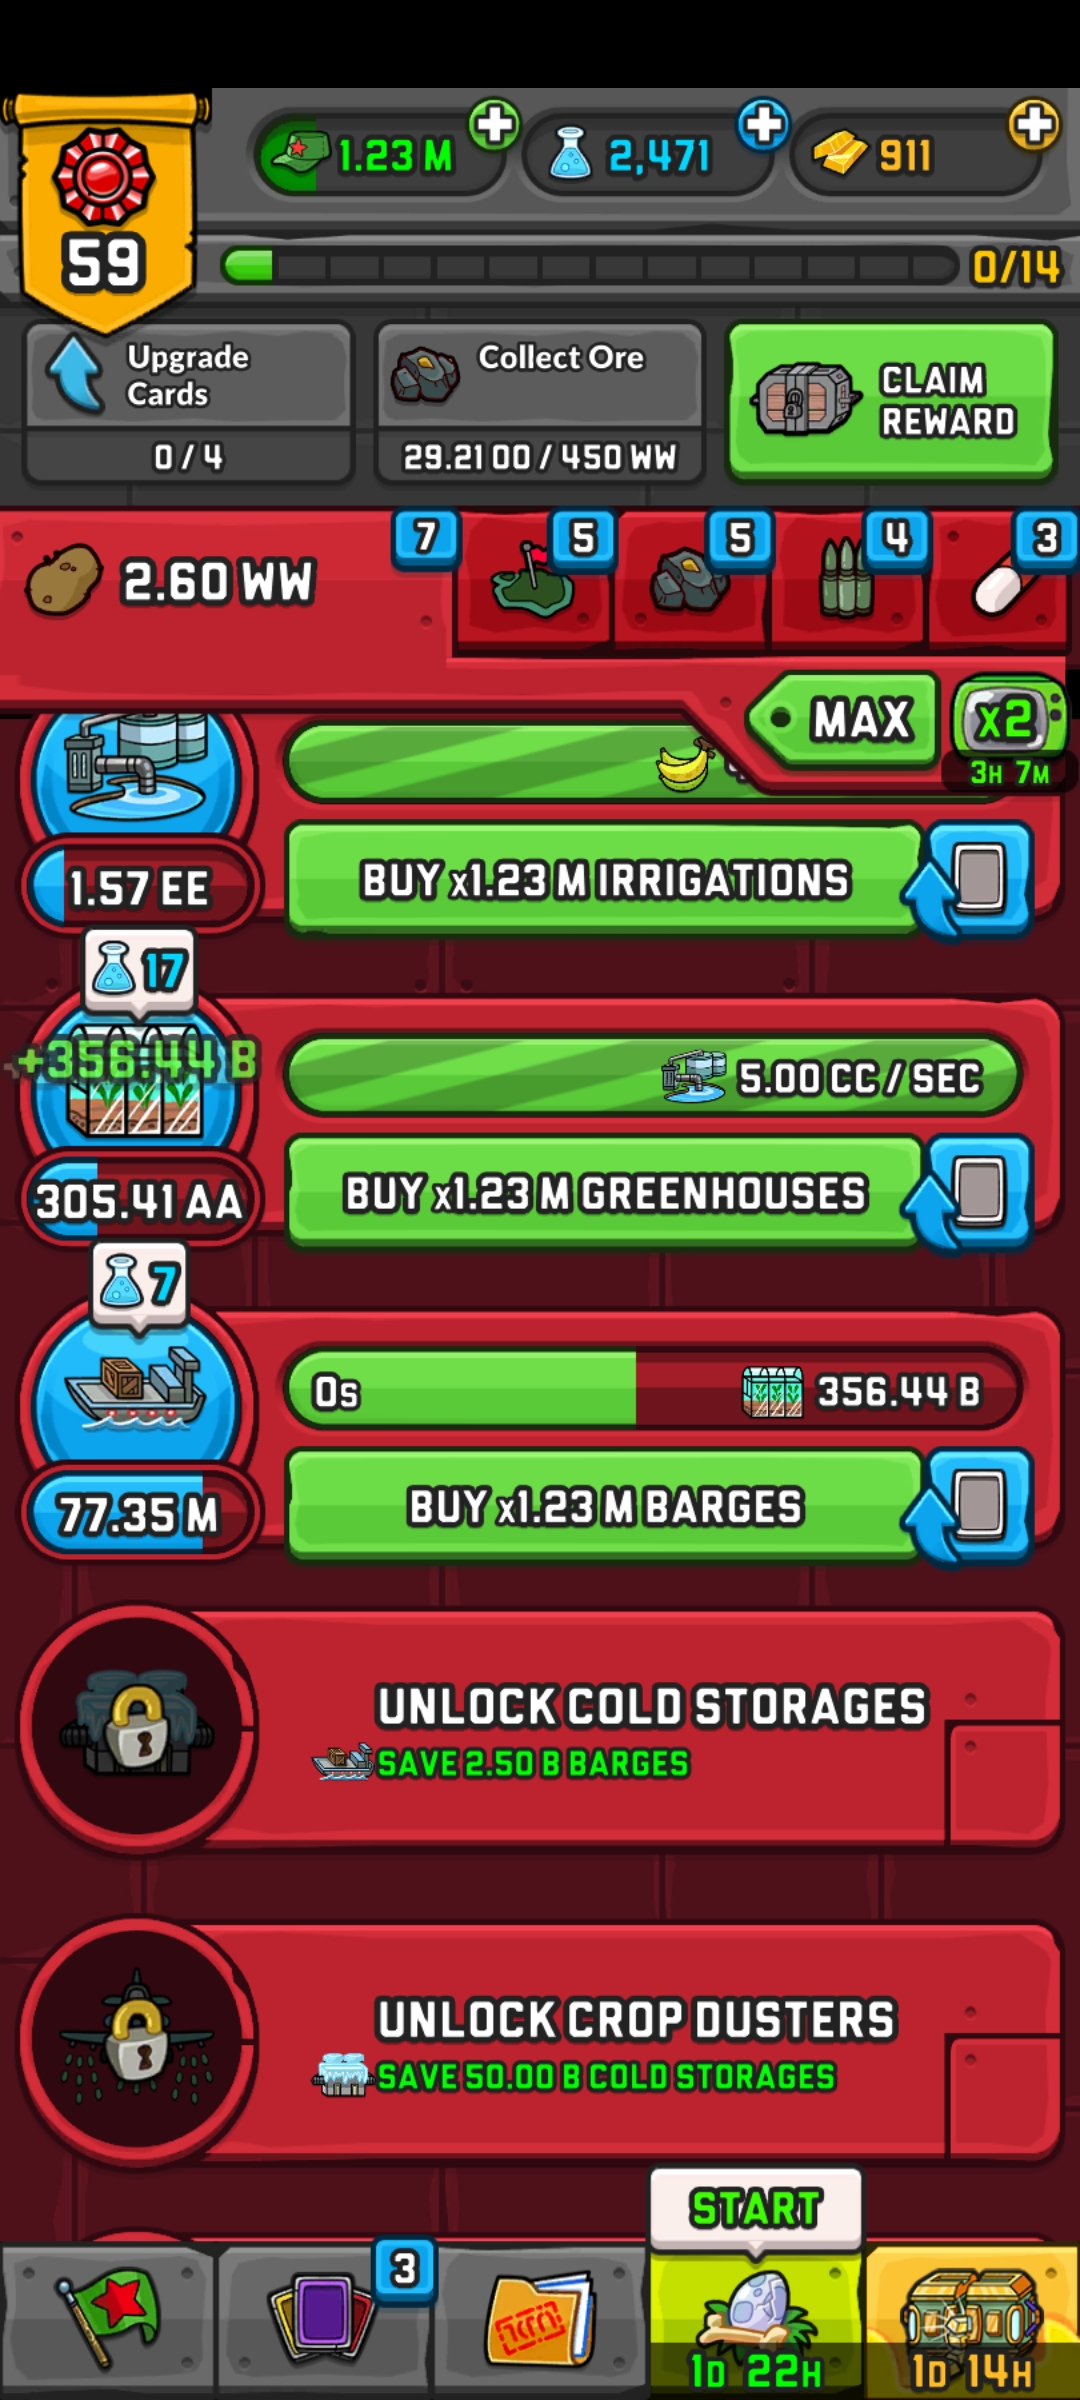 1.23 M
2,471
911
59
0/14
Upgrade
Cards
0 / 4
Collect Ore
29.21 OO / 450 WW
CLAIM
REWARD
2.60 WW
7
5
5
4
3
MAX
x2
3H 7M
1.57 EE
BUY x1.23 M IRRIGATIONS
17
+356.44 B
5.00 CC / SEC
305.41 AA
BUY x1.23 M GREENHOUSES
7
0s
356.44 B
77.35 M
BUY x1.23 M BARGES
UNLOCK COLD STORAGES
SAVE 2.50 B BARGES
UNLOCK CROP DUSTERS
SAVE 50.00 B COLD STORAGES
START
3
1D 22H
1D 14H